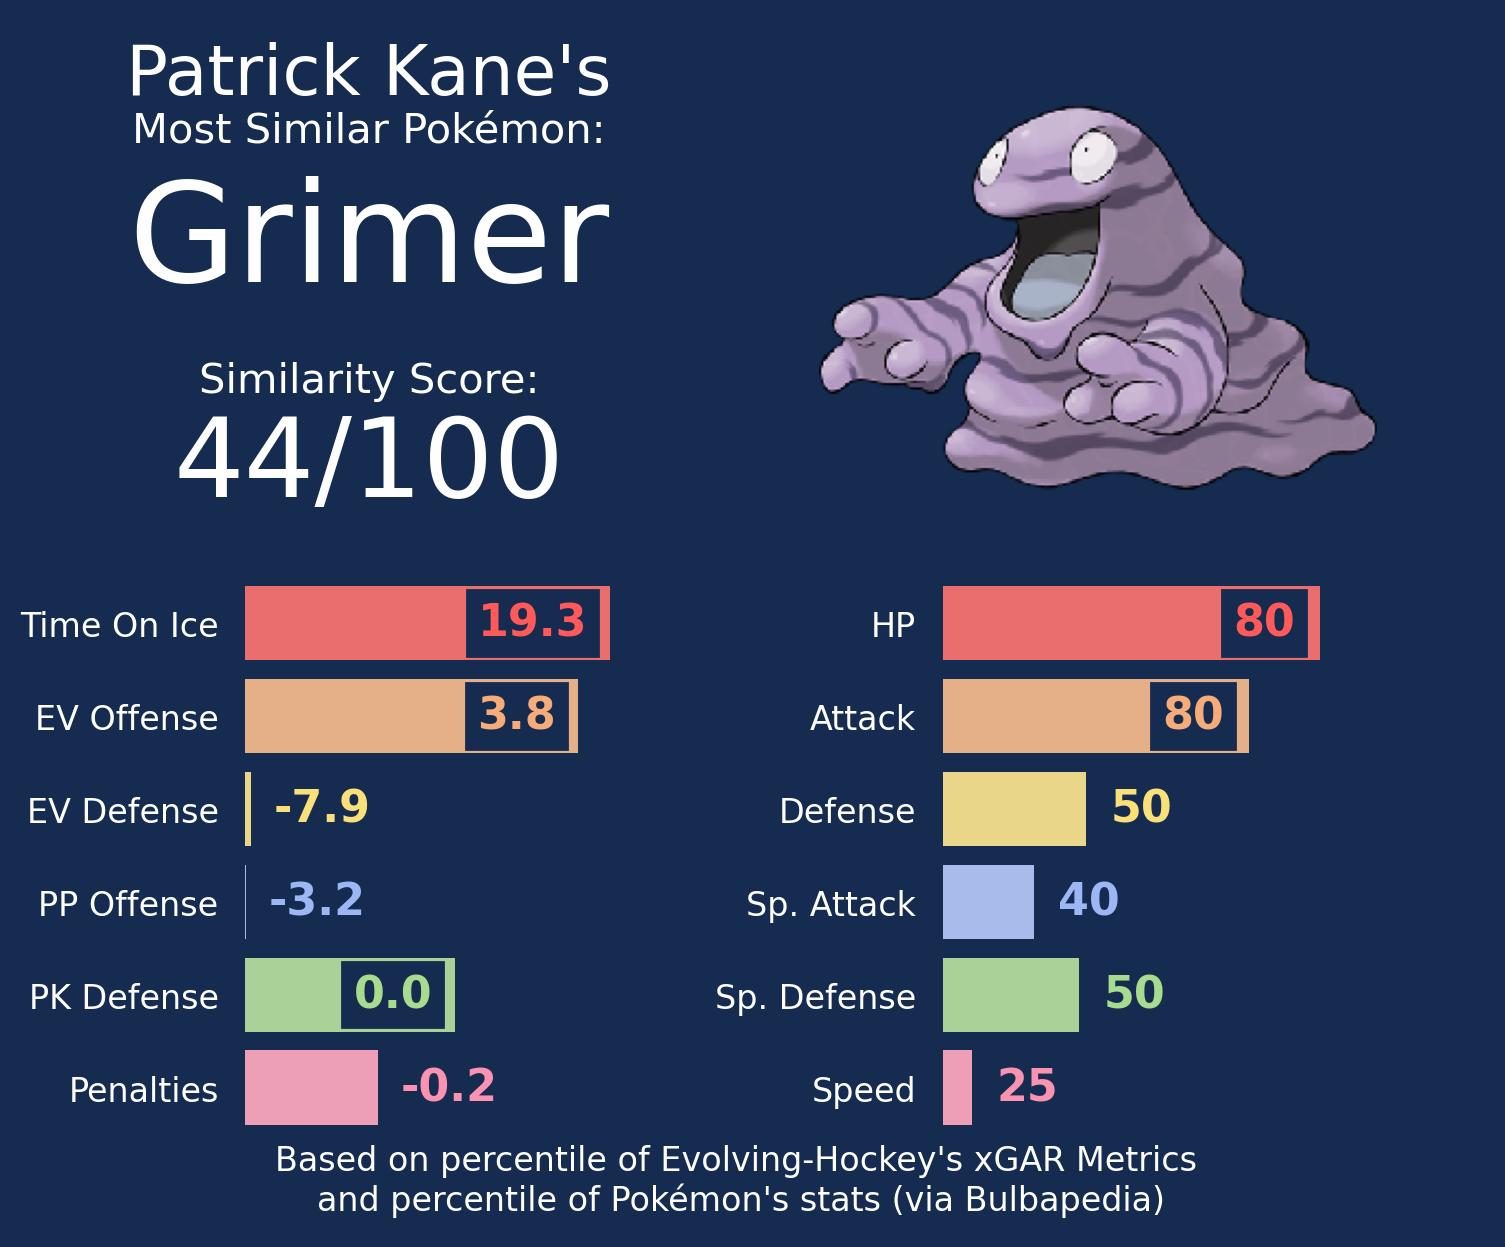 Patrick Kane's
Most Similar Pokémon:
Grimer
Similarity Score:
44/100
Time On Ice 19.3
EV Offense 3.8
EV Defense -7.9
PP Offense -3.2
PK Defense 0.0
Penalties -0.2
HP 80
Attack 80
Defense 50
Sp. Attack 40
Sp. Defense 50
Speed 25
Based on percentile of Evolving-Hockey's xGAR Metrics
and percentile of Pokémon's stats (via Bulbapedia)